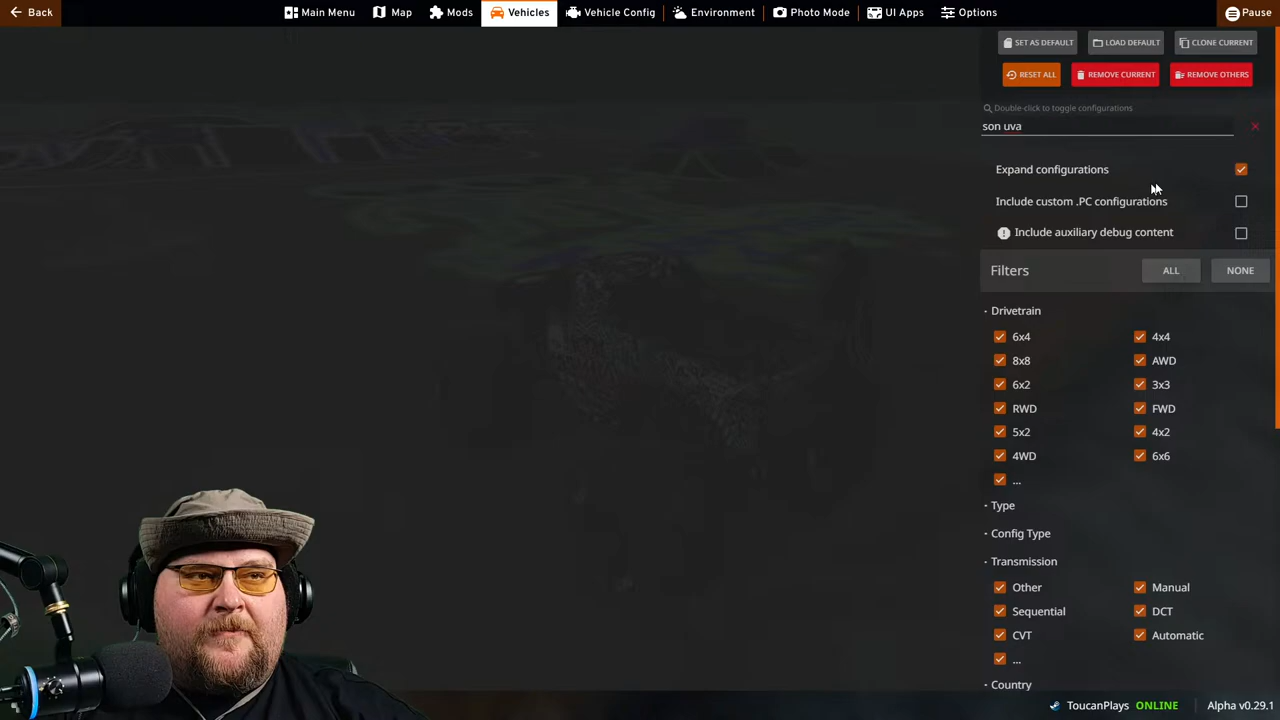 Back
Main Menu
Map
Mods
Vehicles
Vehicle Config
Environment
Photo Mode
UI Apps
Options
Pause
SET AS DEFAULT
LOAD DEFAULT
CLONE CURRENT
RESET ALL
REMOVE CURRENT
REMOVE OTHERS
Double-click to toggle configurations
son uva
Expand configurations
Include custom .PC configurations
Include auxiliary debug content
Filters
ALL
NONE
- Drivetrain
6x4
4x4
8x8
AWD
6x2
3x3
RWD
FWD
5x2
4x2
4WD
6x6
...
- Type
- Config Type
- Transmission
Other
Manual
Sequential
DCT
CVT
Automatic
...
- Country
ToucanPlays ONLINE
Alpha v0.29.1